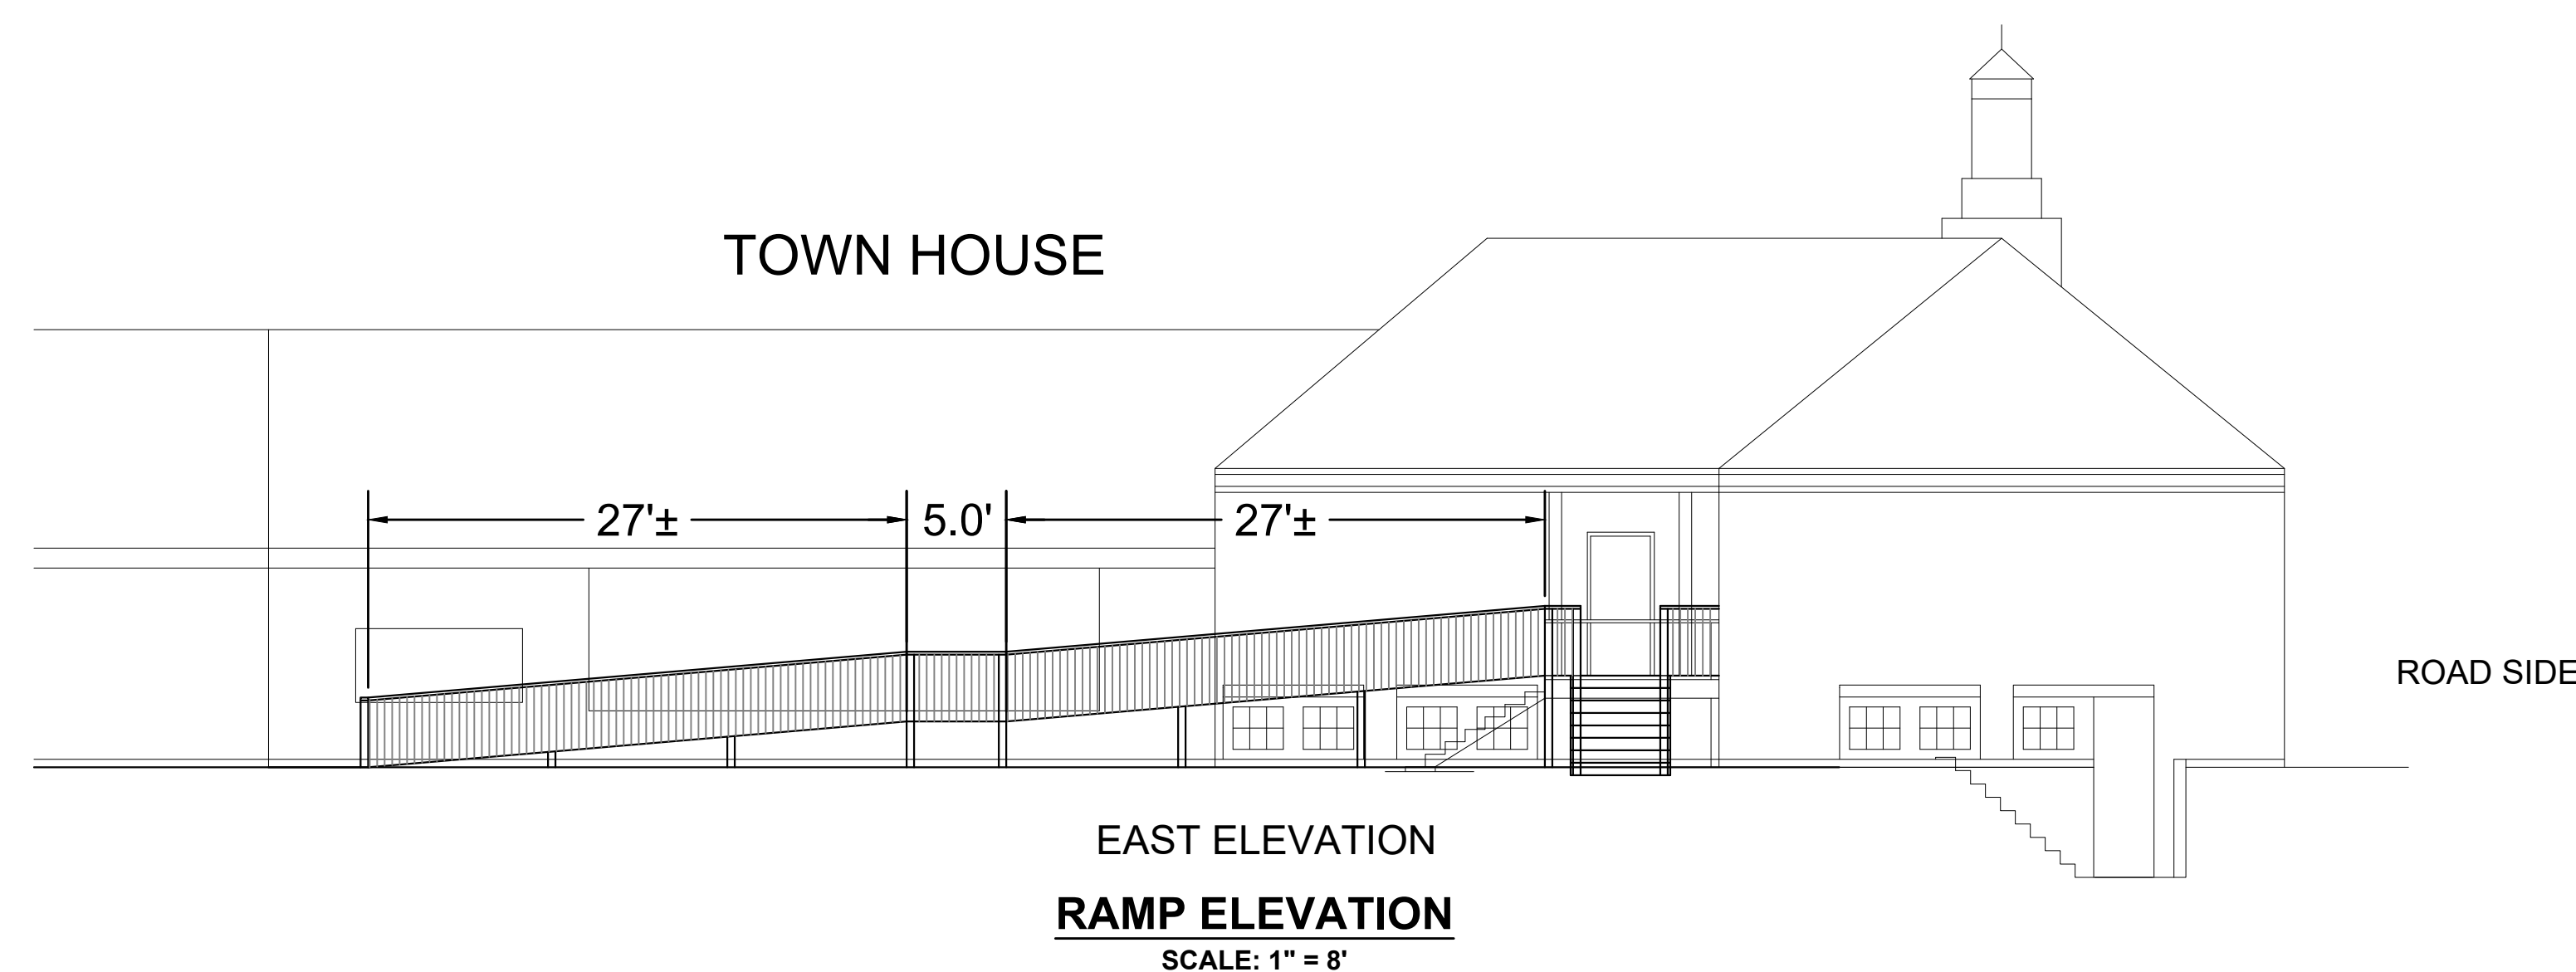 TOWN HOUSE
27'±
5.0'
27'±
ROAD SIDE
EAST ELEVATION
RAMP ELEVATION
SCALE: 1" = 8'